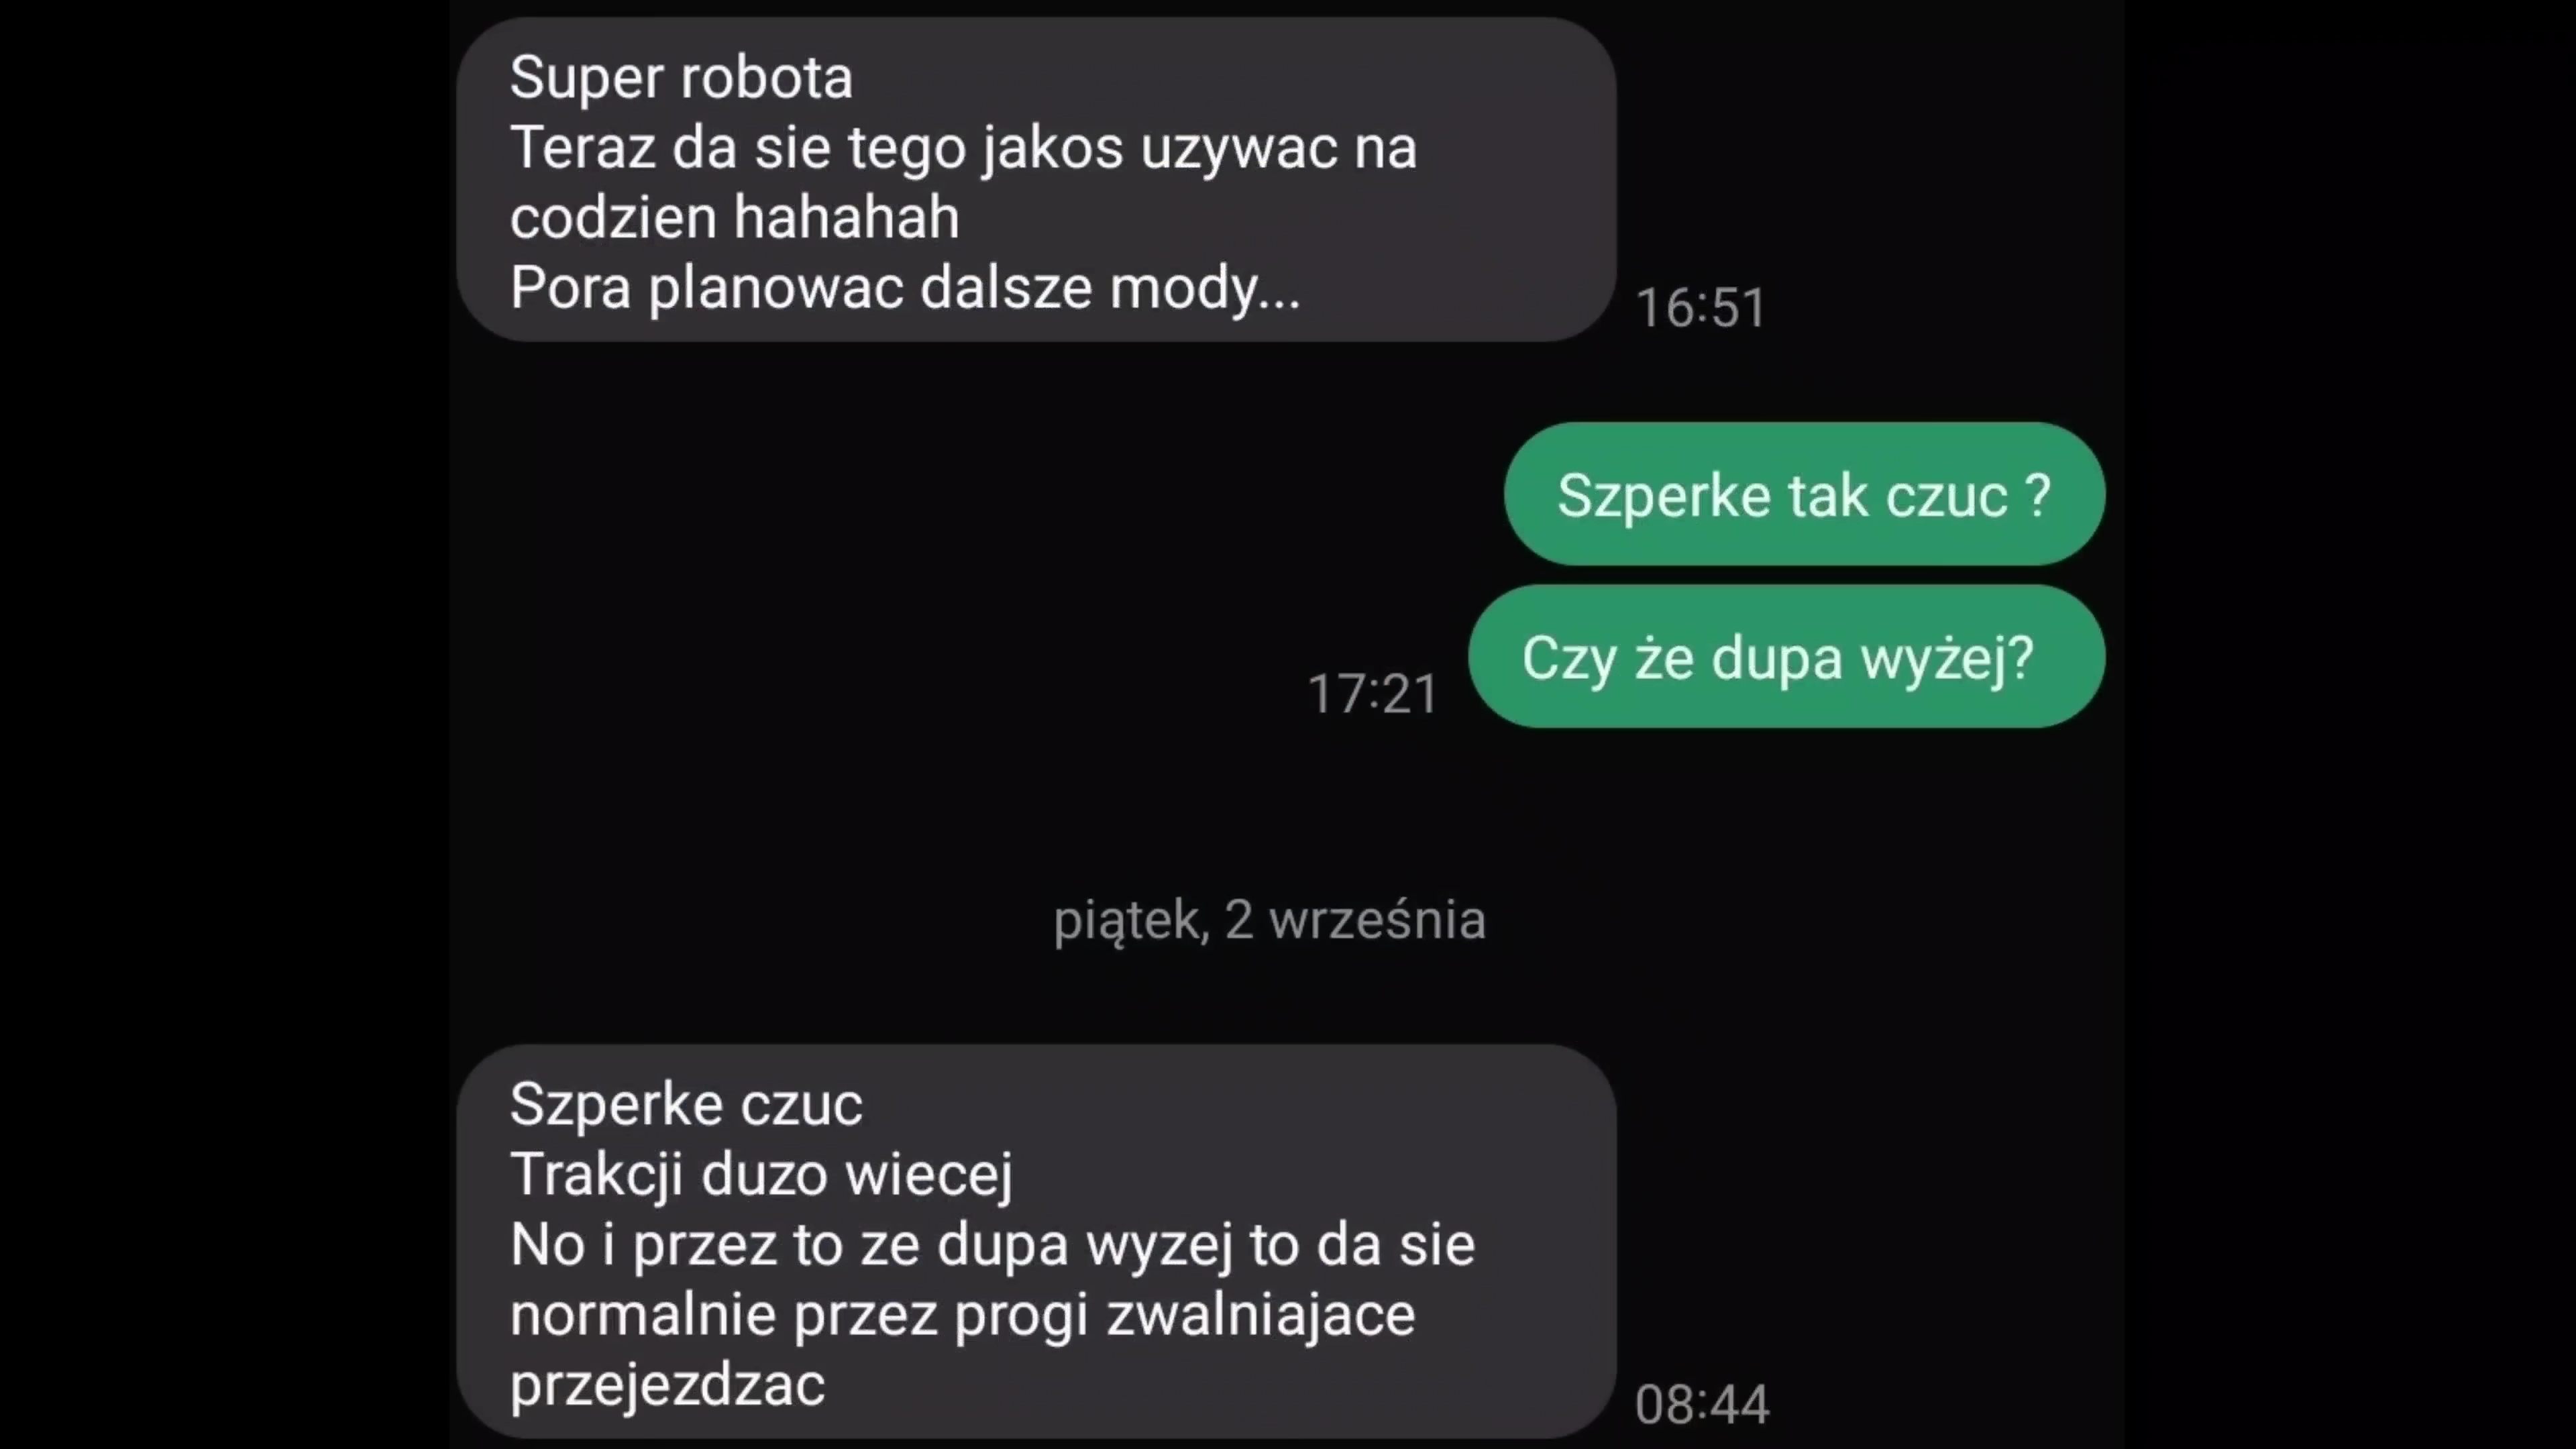 Super robota
Teraz da sie tego jakos uzywac na
codzien hahahah
Pora planowac dalsze mody...
16:51
Szperke tak czuc ?
Czy że dupa wyżej?
17:21
piątek, 2 września
Szperke czuc
Trakcji duzo wiecej
No i przez to ze dupa wyzej to da sie
normalnie przez progi zwalniajace
przejezdzac
08:44